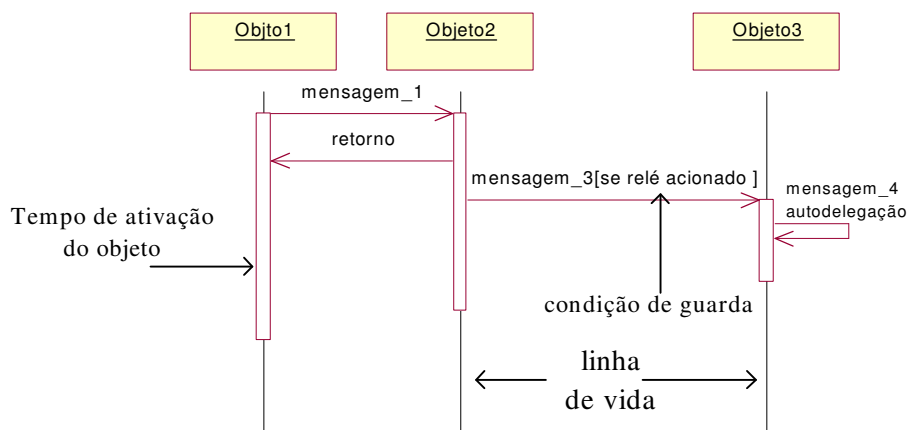 Objto1
Objeto2
Objeto3
mensagem_1
retorno
mensagem_3[se relé acionado ]
mensagem_4
autodelegação
Tempo de ativação
do objeto
condição de guarda
linha
de vida